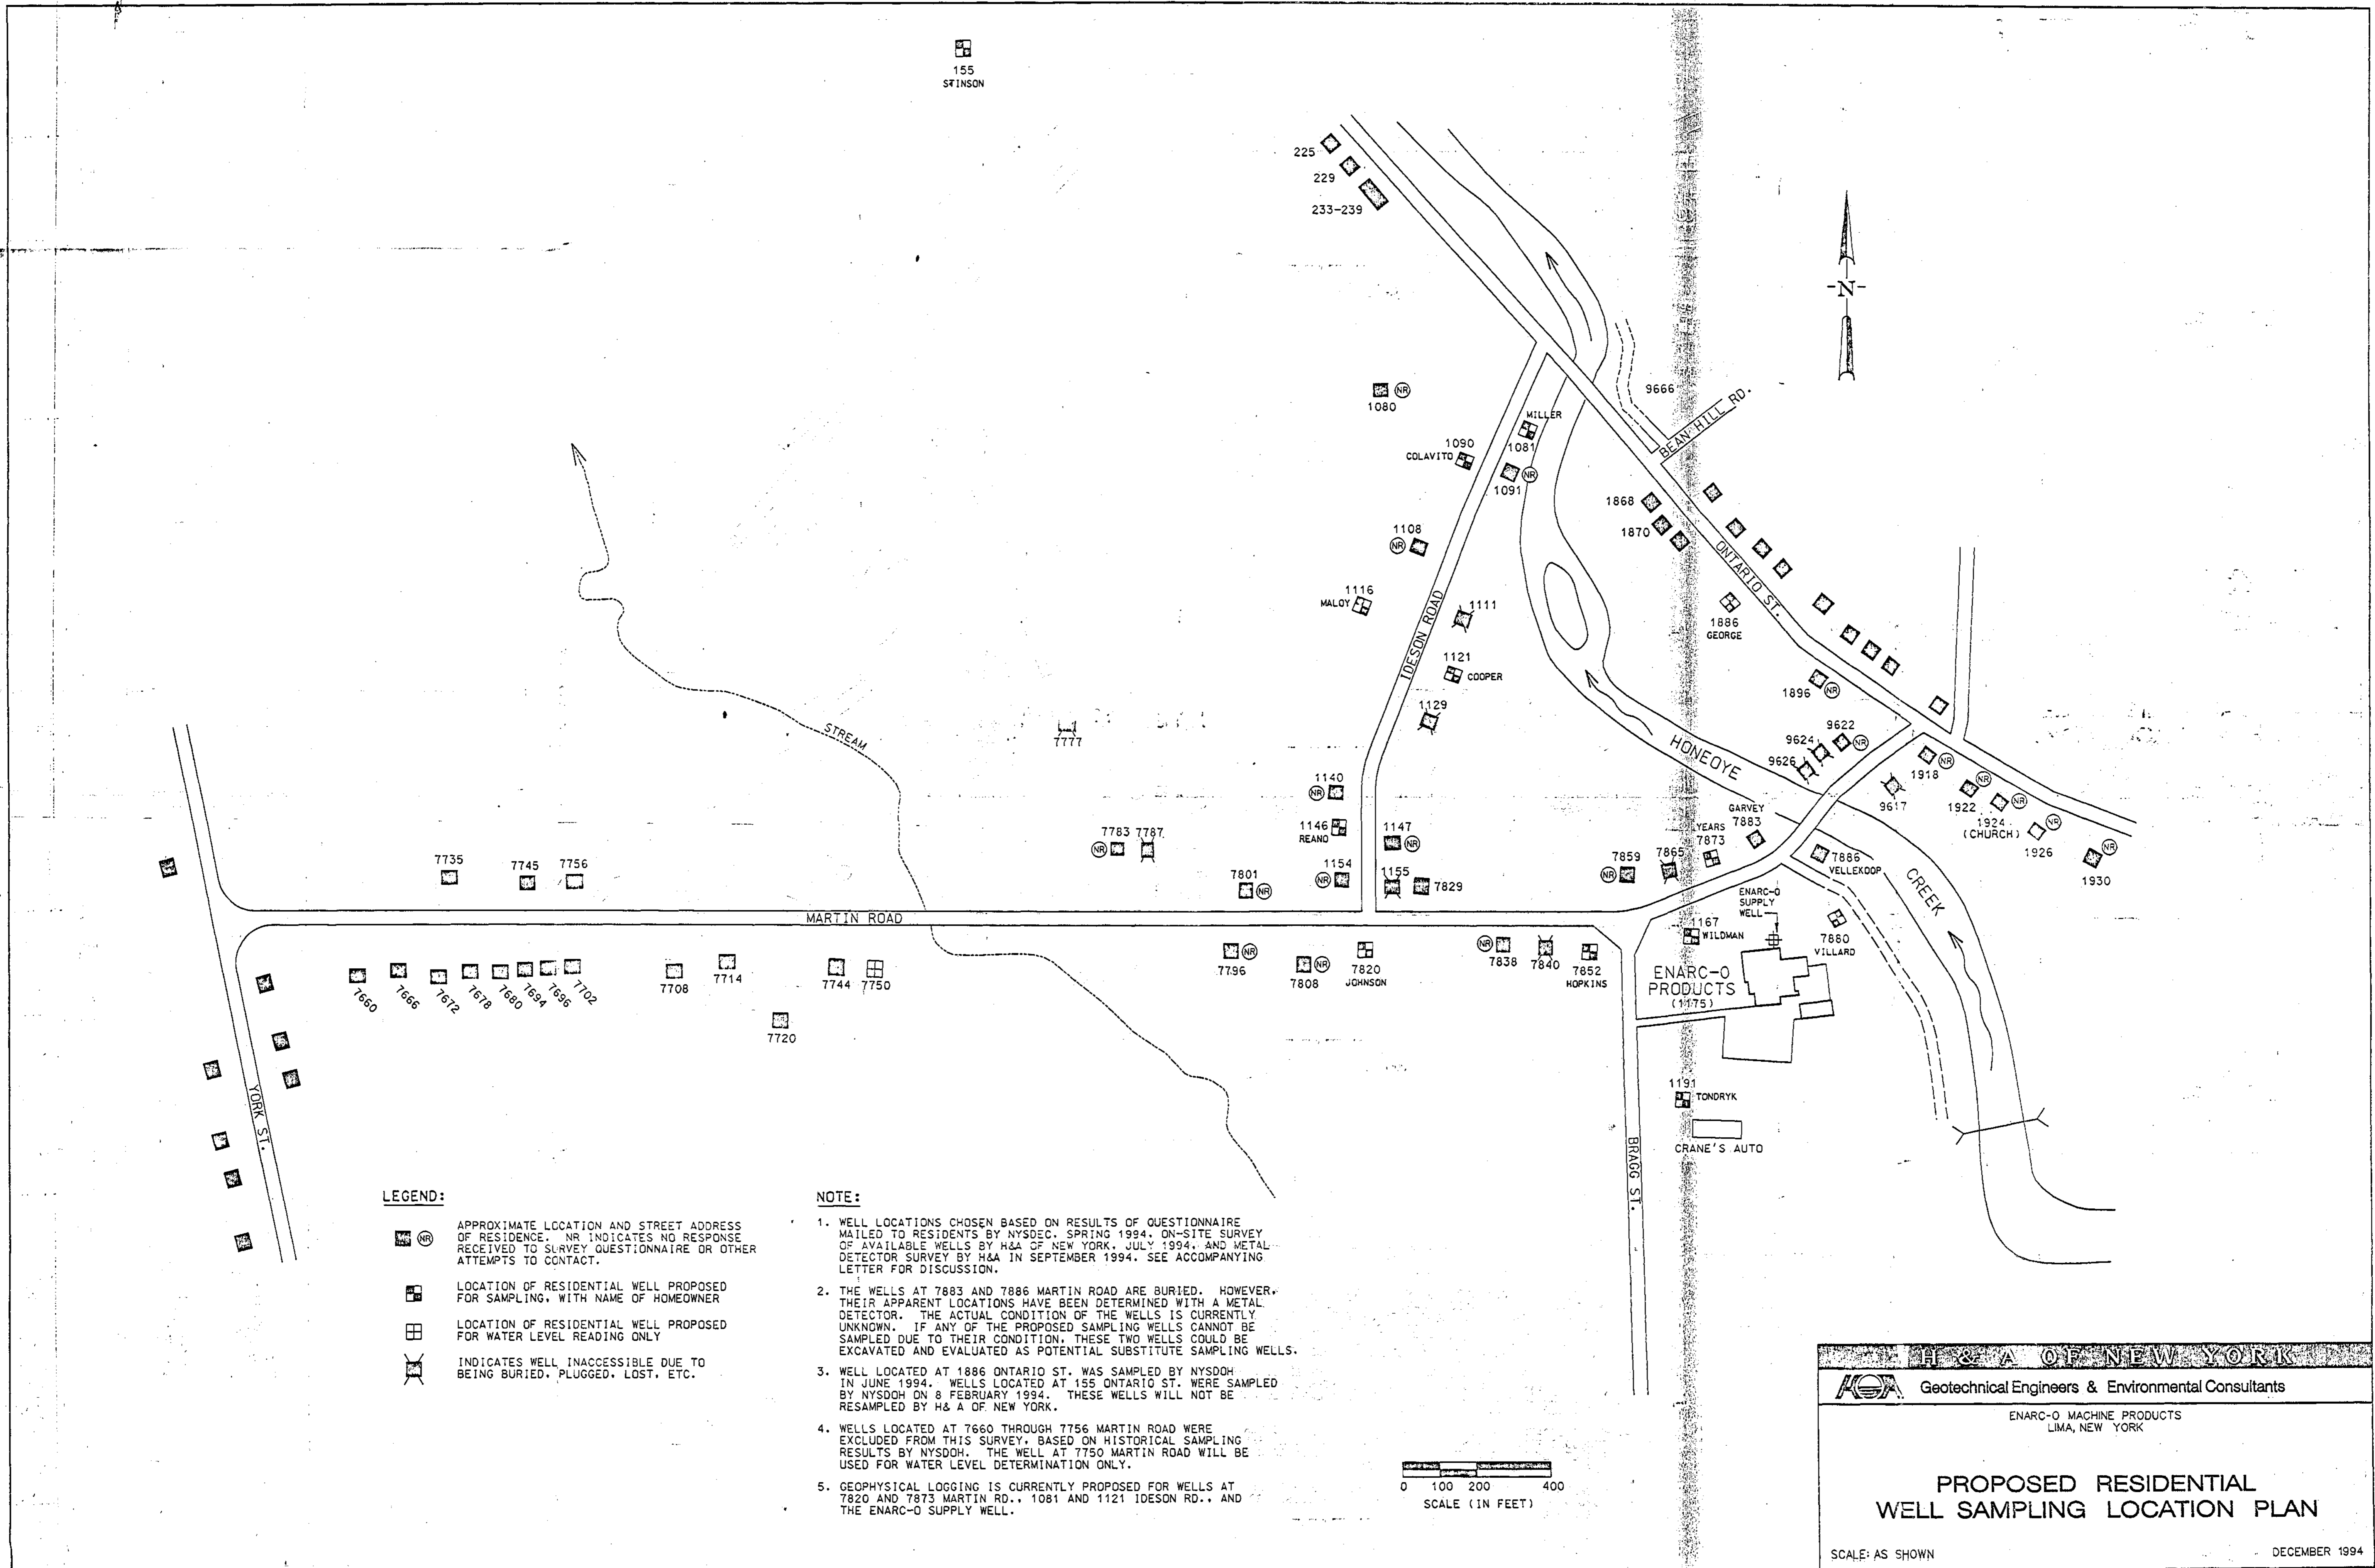 155
STINSON
225
229
233-239
-N-
9666
BEAN HILL RD.
NR
1080
MILLER
1081
1090
COLAVITO
NR
1091
1868
1870
1108
NR
ONTARIO ST.
1116
MALOY
1111
1886
GEORGE
IDESON ROAD
1121
COOPER
1896
NR
1129
STREAM
7777
HONEOYE
9622
NR
9624
9626
1918
NR
1140
NR
9617
1922
NR
1924
(CHURCH)
NR
1926
NR
1930
NR
GARVEY
7883
YEARS
7873
1146
REANO
1147
NR
7783
NR
7787
7735
7745
7756
7801
NR
1154
NR
1155
7829
7859
NR
7865
7886
VELLEKOOP
CREEK
MARTIN ROAD
ENARC-O
SUPPLY
WELL
1167
WILDMAN
7880
VILLARD
7660
7666
7672
7678
7680
7694
7696
7702
7708
7714
7720
7744
7750
7796
NR
7808
NR
7820
JOHNSON
NR
7838
7840
7852
HOPKINS
ENARC-O
PRODUCTS
(1175)
YORK ST.
1191
TONDRYK
CRANE'S AUTO
BRAGG ST.
LEGEND:
NR
APPROXIMATE LOCATION AND STREET ADDRESS
OF RESIDENCE. NR INDICATES NO RESPONSE
RECEIVED TO SURVEY QUESTIONNAIRE OR OTHER
ATTEMPTS TO CONTACT.
LOCATION OF RESIDENTIAL WELL PROPOSED
FOR SAMPLING, WITH NAME OF HOMEOWNER
LOCATION OF RESIDENTIAL WELL PROPOSED
FOR WATER LEVEL READING ONLY
INDICATES WELL INACCESSIBLE DUE TO
BEING BURIED, PLUGGED, LOST, ETC.
NOTE:
1. WELL LOCATIONS CHOSEN BASED ON RESULTS OF QUESTIONNAIRE
MAILED TO RESIDENTS BY NYSDEC, SPRING 1994, ON-SITE SURVEY
OF AVAILABLE WELLS BY H&A OF NEW YORK, JULY 1994, AND METAL
DETECTOR SURVEY BY H&A IN SEPTEMBER 1994. SEE ACCOMPANYING
LETTER FOR DISCUSSION.
2. THE WELLS AT 7883 AND 7886 MARTIN ROAD ARE BURIED. HOWEVER,
THEIR APPARENT LOCATIONS HAVE BEEN DETERMINED WITH A METAL
DETECTOR. THE ACTUAL CONDITION OF THE WELLS IS CURRENTLY
UNKNOWN. IF ANY OF THE PROPOSED SAMPLING WELLS CANNOT BE
SAMPLED DUE TO THEIR CONDITION, THESE TWO WELLS COULD BE
EXCAVATED AND EVALUATED AS POTENTIAL SUBSTITUTE SAMPLING WELLS.
3. WELL LOCATED AT 1886 ONTARIO ST. WAS SAMPLED BY NYSDOH
IN JUNE 1994. WELLS LOCATED AT 155 ONTARIO ST. WERE SAMPLED
BY NYSDOH ON 8 FEBRUARY 1994. THESE WELLS WILL NOT BE
RESAMPLED BY H& A OF NEW YORK.
4. WELLS LOCATED AT 7660 THROUGH 7756 MARTIN ROAD WERE
EXCLUDED FROM THIS SURVEY, BASED ON HISTORICAL SAMPLING
RESULTS BY NYSDOH. THE WELL AT 7750 MARTIN ROAD WILL BE
USED FOR WATER LEVEL DETERMINATION ONLY.
5. GEOPHYSICAL LOGGING IS CURRENTLY PROPOSED FOR WELLS AT
7820 AND 7873 MARTIN RD., 1081 AND 1121 IDESON RD., AND
THE ENARC-O SUPPLY WELL.
0 100 200 400
SCALE (IN FEET)
H & A OF NEW YORK
Geotechnical Engineers & Environmental Consultants
ENARC-O MACHINE PRODUCTS
LIMA, NEW YORK
PROPOSED RESIDENTIAL
WELL SAMPLING LOCATION PLAN
SCALE: AS SHOWN
DECEMBER 1994